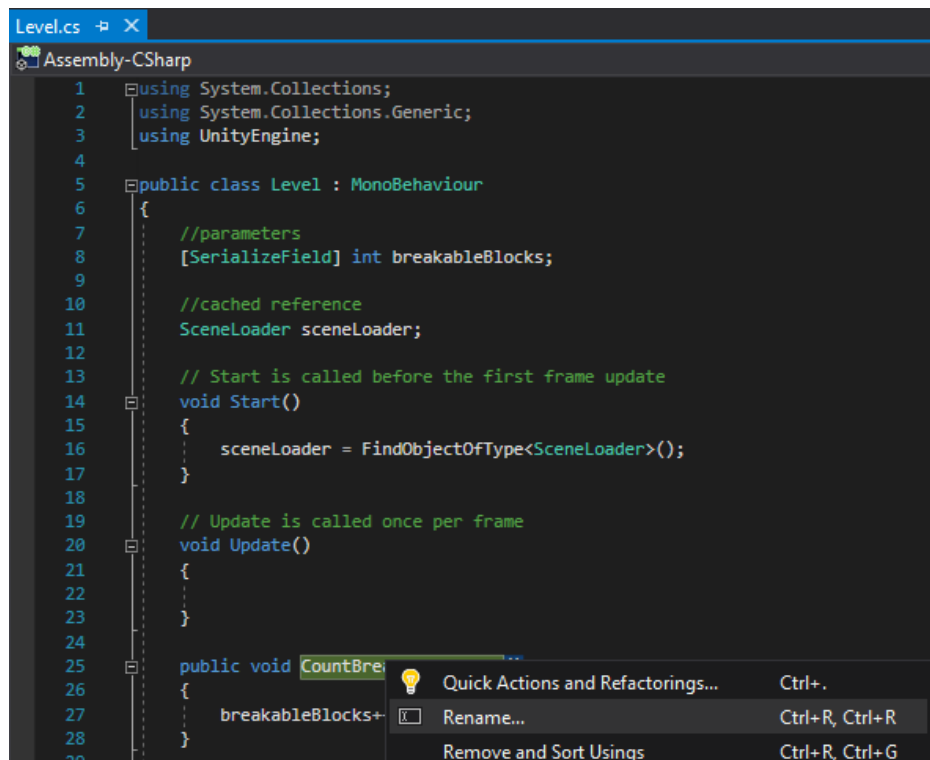 Level.cs
Assembly-CSharp
1 using System.Collections;
2 using System.Collections.Generic;
3 using UnityEngine;
4
5 public class Level : MonoBehaviour
6 {
7 //parameters
8 [SerializeField] int breakableBlocks;
9
10 //cached reference
11 SceneLoader sceneLoader;
12
13 // Start is called before the first frame update
14 void Start()
15 {
16 sceneLoader = FindObjectOfType<SceneLoader>();
17 }
18
19 // Update is called once per frame
20 void Update()
21 {
22
23 }
24
25 public void CountBrea
26 {
27 breakableBlocks+
28 }
Quick Actions and Refactorings... Ctrl+.
Rename... Ctrl+R, Ctrl+R
Remove and Sort Usings Ctrl+R, Ctrl+G